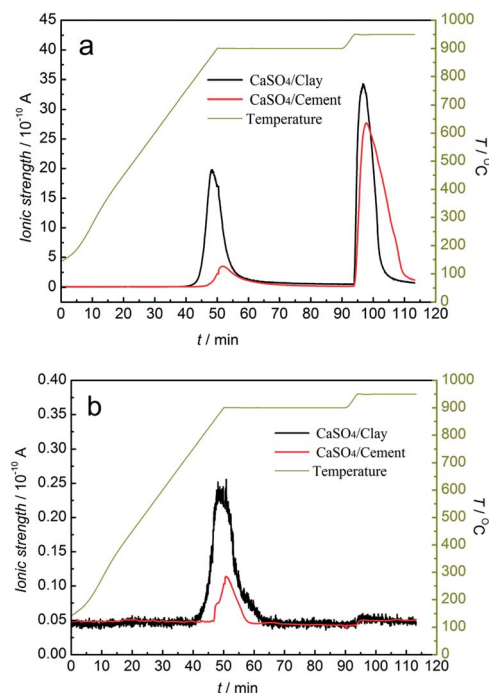 a
45
40
35
30
25
20
15
10
5
0
Ionic strength / 10⁻¹⁰ A
CaSO₄/Clay
CaSO₄/Cement
Temperature
1000
900
800
700
600
500
400
300
200
100
0
T / °C
0 10 20 30 40 50 60 70 80 90 100 110 120
t / min
b
0.40
0.35
0.30
0.25
0.20
0.15
0.10
0.05
0.00
Ionic strength / 10⁻¹⁰ A
CaSO₄/Clay
CaSO₄/Cement
Temperature
1000
900
800
700
600
500
400
300
200
100
0
T / °C
0 10 20 30 40 50 60 70 80 90 100 110 120
t / min